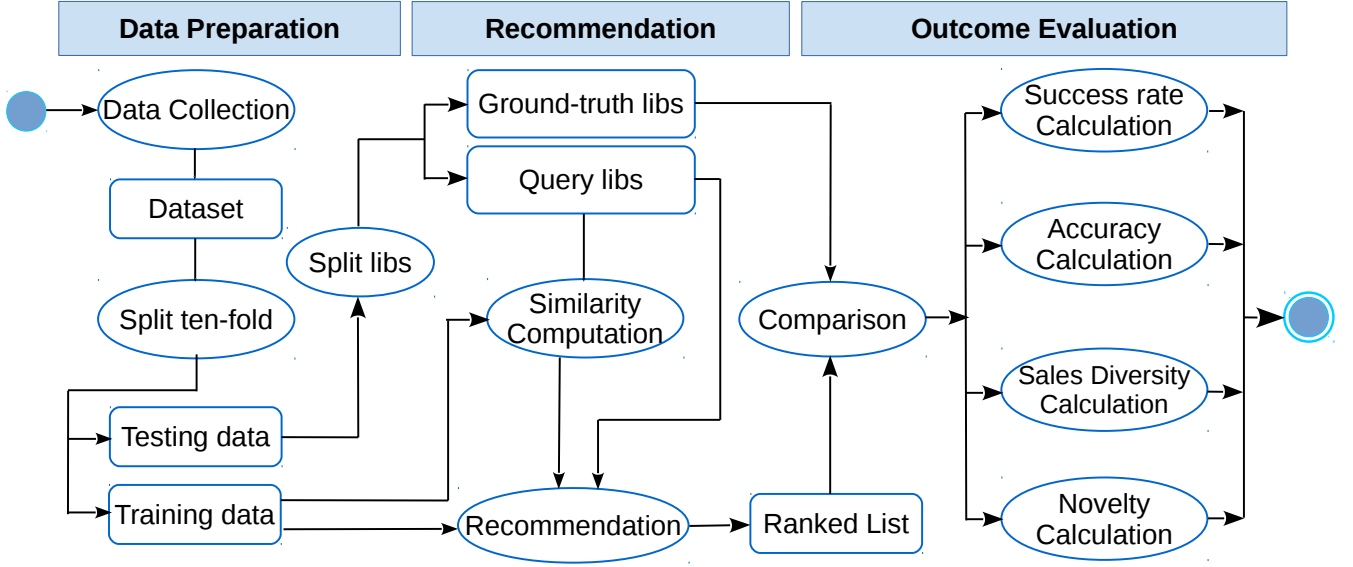 Data Preparation
Recommendation
Outcome Evaluation
Data Collection
Dataset
Split ten-fold
Testing data
Training data
Split libs
Ground-truth libs
Query libs
Similarity
Computation
Recommendation
Ranked List
Comparison
Success rate
Calculation
Accuracy
Calculation
Sales Diversity
Calculation
Novelty
Calculation